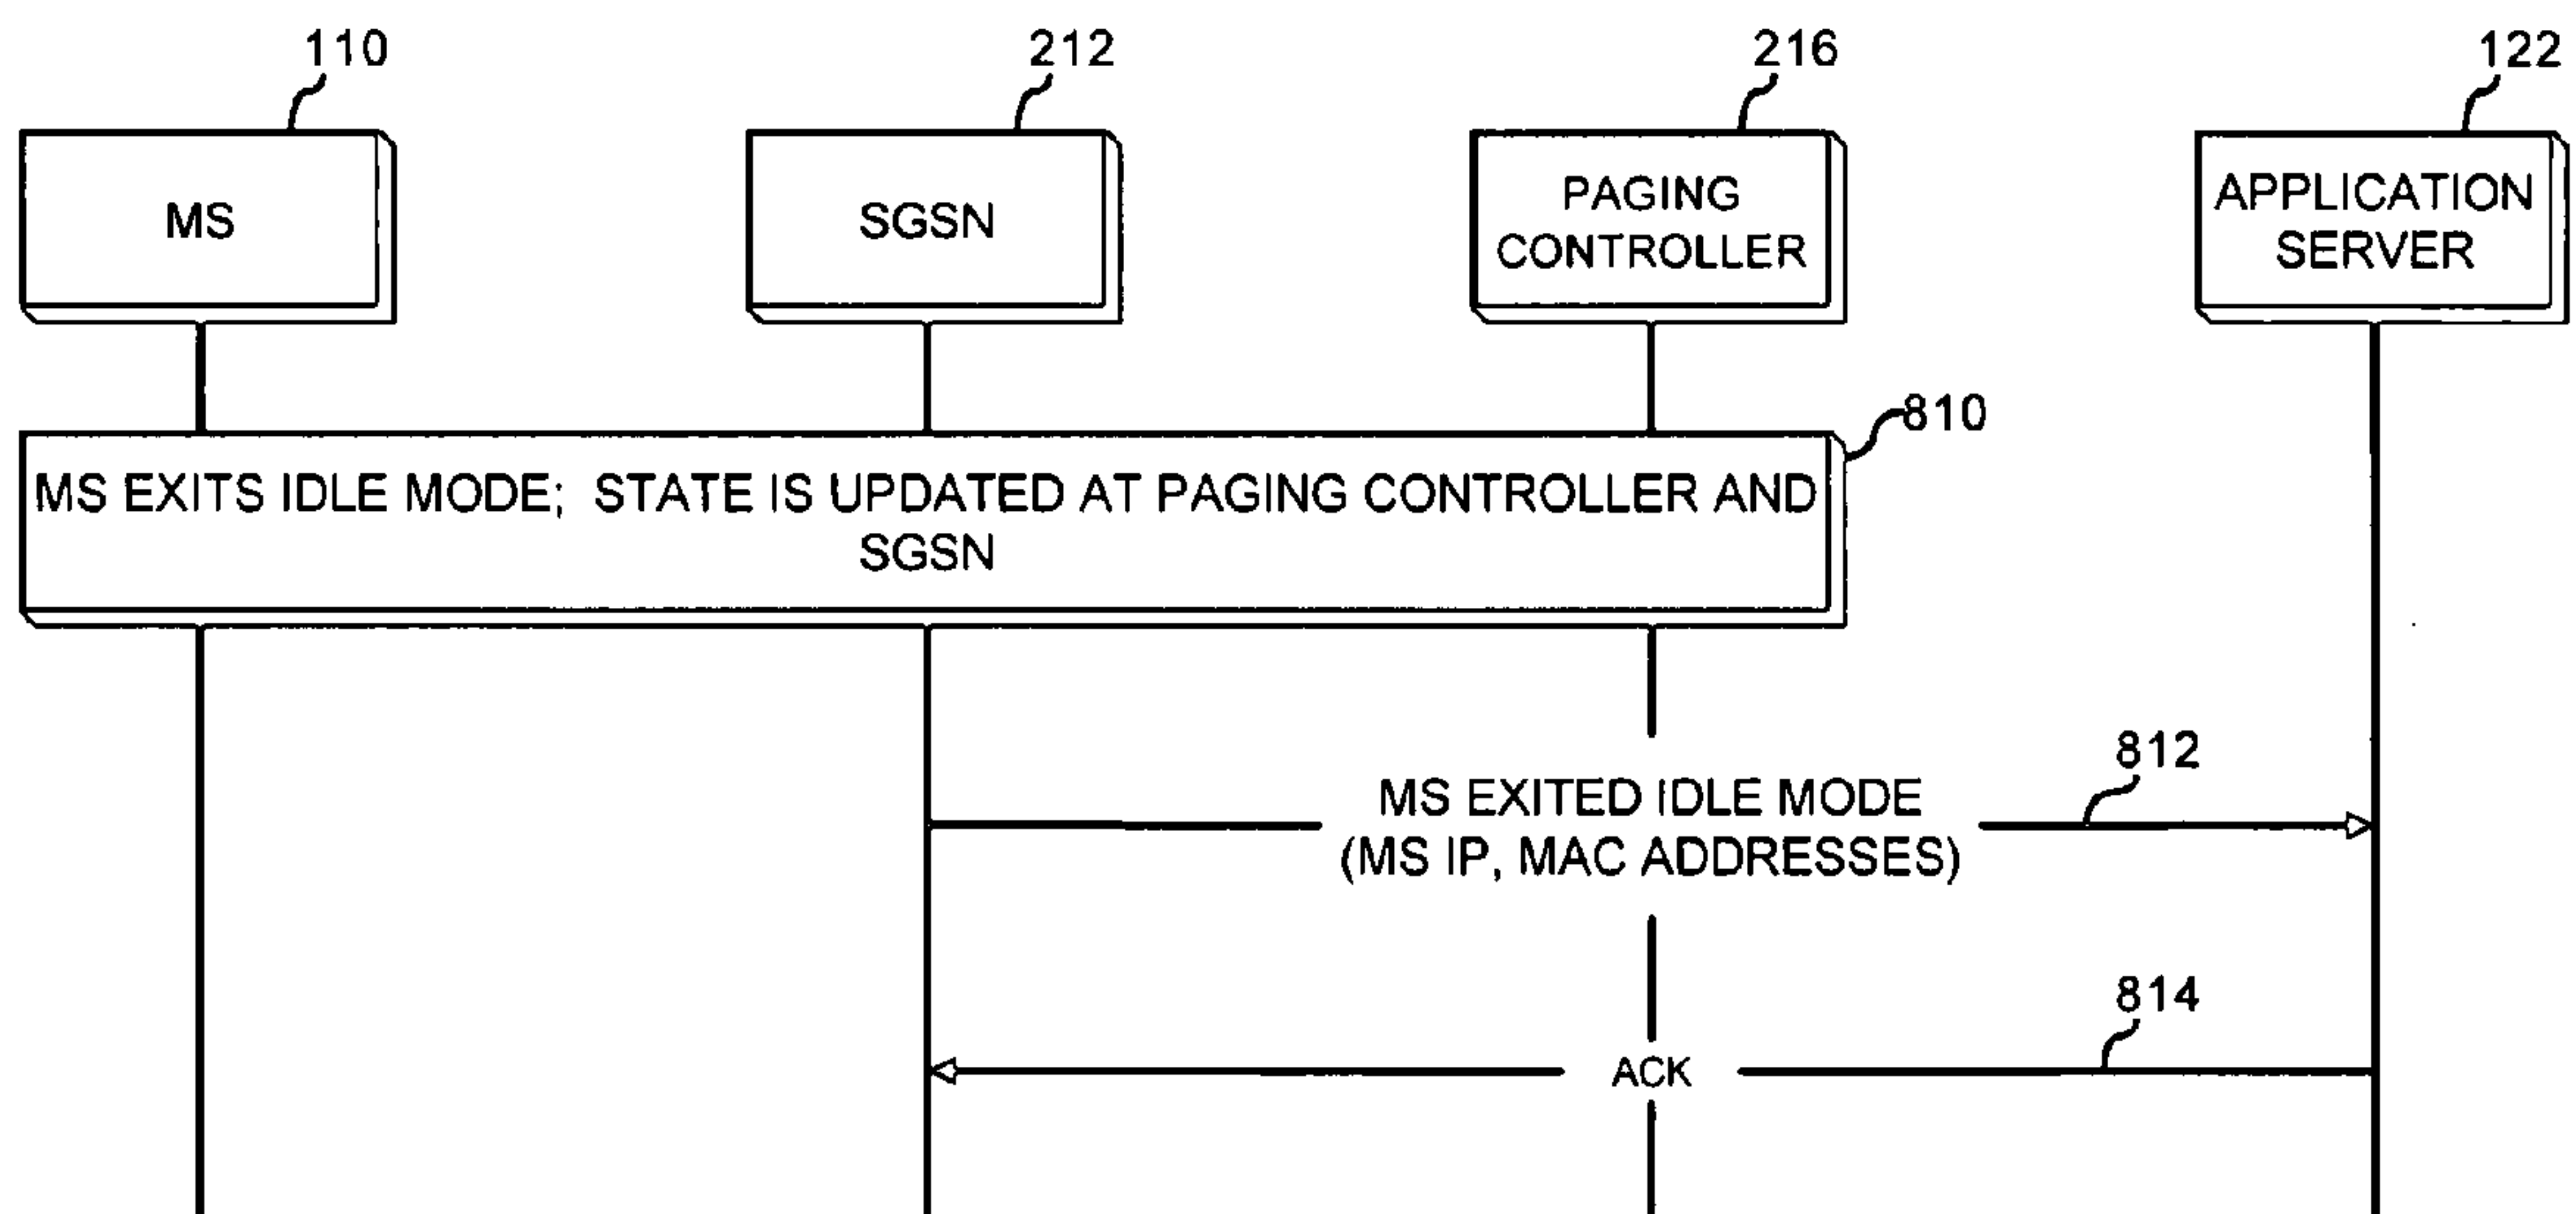 110
212
216
122
MS
SGSN
PAGING
CONTROLLER
APPLICATION
SERVER
810
MS EXITS IDLE MODE; STATE IS UPDATED AT PAGING CONTROLLER AND
SGSN
812
MS EXITED IDLE MODE
(MS IP, MAC ADDRESSES)
814
ACK